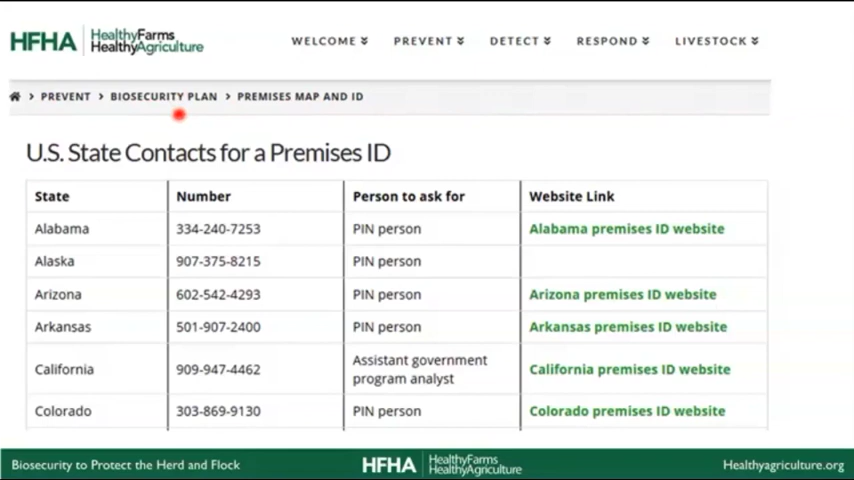 HFHA HealthyFarms HealthyAgriculture
WELCOME PREVENT DETECT RESPOND LIVESTOCK
PREVENT > BIOSECURITY PLAN > PREMISES MAP AND ID
U.S. State Contacts for a Premises ID
State Number Person to ask for Website Link
Alabama 334-240-7253 PIN person Alabama premises ID website
Alaska 907-375-8215 PIN person
Arizona 602-542-4293 PIN person Arizona premises ID website
Arkansas 501-907-2400 PIN person Arkansas premises ID website
California 909-947-4462 Assistant government program analyst California premises ID website
Colorado 303-869-9130 PIN person Colorado premises ID website
Biosecurity to Protect the Herd and Flock HFHA HealthyFarms HealthyAgriculture Healthyagriculture.org